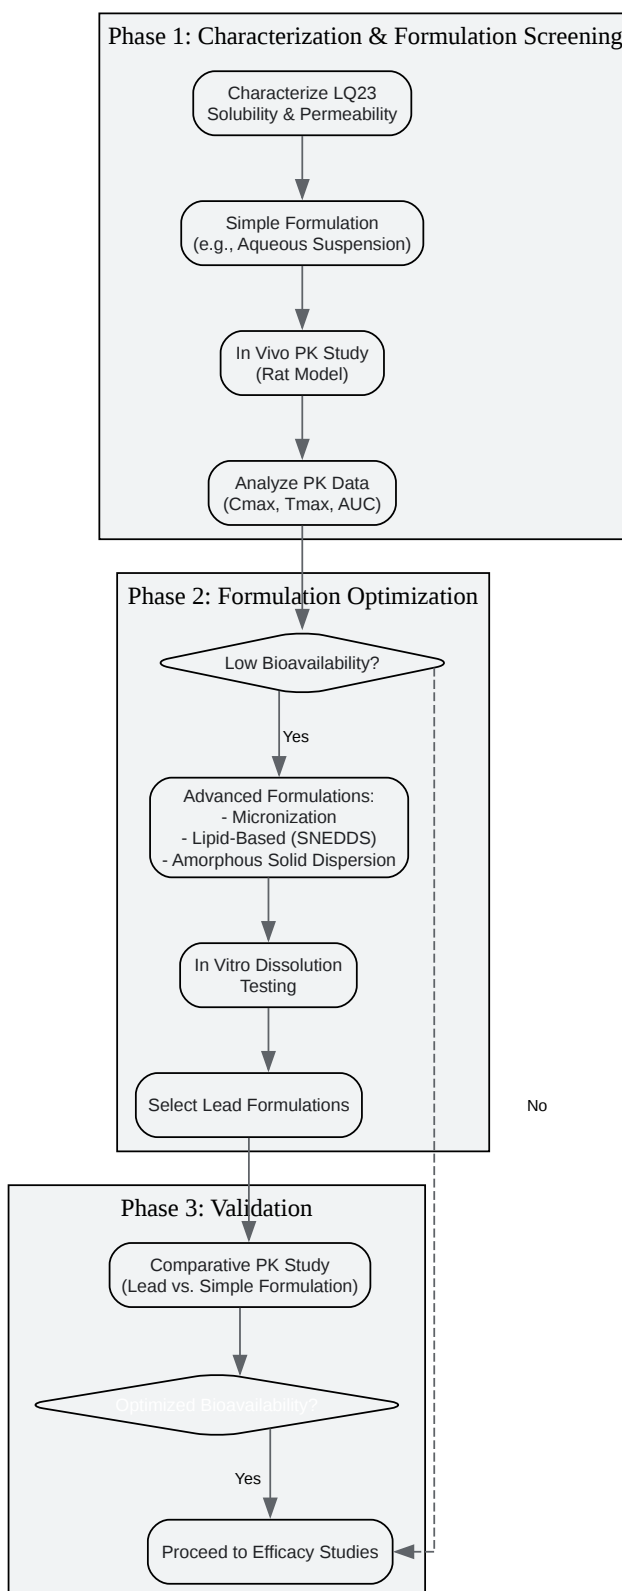 Phase 1: Characterization & Formulation Screening
Characterize LQ23
Solubility & Permeability
Simple Formulation
(e.g., Aqueous Suspension)
In Vivo PK Study
(Rat Model)
Analyze PK Data
(Cmax, Tmax, AUC)
Phase 2: Formulation Optimization
Low Bioavailability?
Yes
Advanced Formulations:
- Micronization
- Lipid-Based (SNEDDS)
- Amorphous Solid Dispersion
In Vitro Dissolution
Testing
Select Lead Formulations
No
Phase 3: Validation
Comparative PK Study
(Lead vs. Simple Formulation)
Optimized Bioavailability?
Yes
Proceed to Efficacy Studies